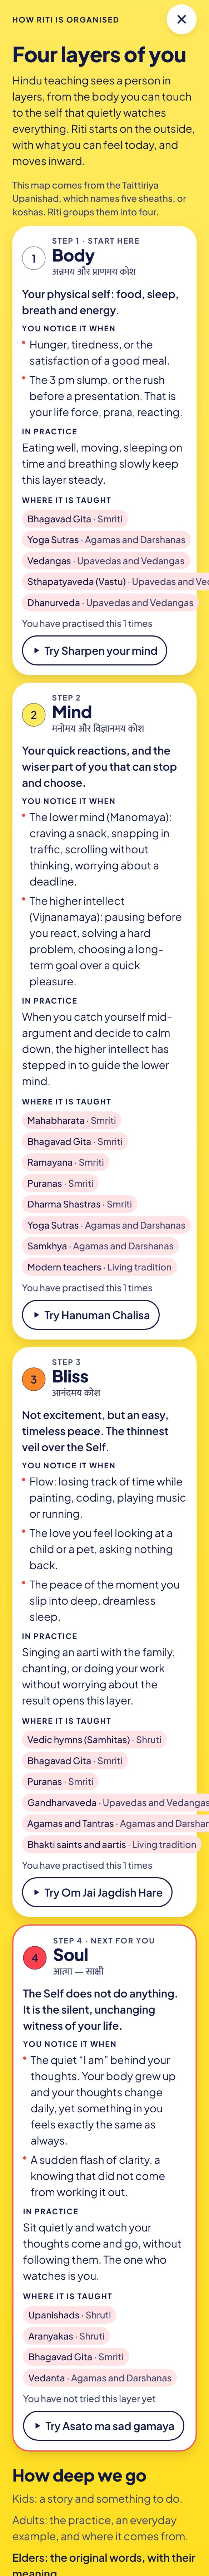 HOW RITI IS ORGANISED
Four layers of you
Hindu teaching sees a person in
layers, from the body you can touch
to the self that quietly watches
everything. Riti starts on the outside,
with what you can feel today, and
moves inward.
This map comes from the Taittiriya
Upanishad, which names five sheaths, or
koshas. Riti groups them into four.
1
STEP 1 · START HERE
Body
अन्नमय और प्राणमय कोश
Your physical self: food, sleep,
breath and energy.
YOU NOTICE IT WHEN
Hunger, tiredness, or the
satisfaction of a good meal.
The 3 pm slump, or the rush
before a presentation. That is
your life force, prana, reacting.
IN PRACTICE
Eating well, moving, sleeping on
time and breathing slowly keep
this layer steady.
WHERE IT IS TAUGHT
Bhagavad Gita · Smriti
Yoga Sutras · Agamas and Darshanas
Vedangas · Upavedas and Vedangas
Sthapatyaveda (Vastu) · Upavedas and Ve
Dhanurveda · Upavedas and Vedangas
You have practised this 1 times
Try Sharpen your mind
2
STEP 2
Mind
मनोमय और विज्ञानमय कोश
Your quick reactions, and the
wiser part of you that can stop
and choose.
YOU NOTICE IT WHEN
The lower mind (Manomaya):
craving a snack, snapping in
traffic, scrolling without
thinking, worrying about a
deadline.
The higher intellect
(Vijnanamaya): pausing before
you react, solving a hard
problem, choosing a long-
term goal over a quick
pleasure.
IN PRACTICE
When you catch yourself mid-
argument and decide to calm
down, the higher intellect has
stepped in to guide the lower
mind.
WHERE IT IS TAUGHT
Mahabharata · Smriti
Bhagavad Gita · Smriti
Ramayana · Smriti
Puranas · Smriti
Dharma Shastras · Smriti
Yoga Sutras · Agamas and Darshanas
Samkhya · Agamas and Darshanas
Modern teachers · Living tradition
You have practised this 1 times
Try Hanuman Chalisa
3
STEP 3
Bliss
आनंदमय कोश
Not excitement, but an easy,
timeless peace. The thinnest
veil over the Self.
YOU NOTICE IT WHEN
Flow: losing track of time while
painting, coding, playing music
or running.
The love you feel looking at a
child or a pet, asking nothing
back.
The peace of the moment you
slip into deep, dreamless
sleep.
IN PRACTICE
Singing an aarti with the family,
chanting, or doing your work
without worrying about the
result opens this layer.
WHERE IT IS TAUGHT
Vedic hymns (Samhitas) · Shruti
Bhagavad Gita · Smriti
Puranas · Smriti
Gandharvaveda · Upavedas and Vedangas
Agamas and Tantras · Agamas and Darshan
Bhakti saints and aartis · Living tradition
You have practised this 1 times
Try Om Jai Jagdish Hare
4
STEP 4 · NEXT FOR YOU
Soul
आत्मा — साक्षी
The Self does not do anything.
It is the silent, unchanging
witness of your life.
YOU NOTICE IT WHEN
The quiet “I am” behind your
thoughts. Your body grew up
and your thoughts change
daily, yet something in you
feels exactly the same as
always.
A sudden flash of clarity, a
knowing that did not come
from working it out.
IN PRACTICE
Sit quietly and watch your
thoughts come and go, without
following them. The one who
watches is you.
WHERE IT IS TAUGHT
Upanishads · Shruti
Aranyakas · Shruti
Bhagavad Gita · Smriti
Vedanta · Agamas and Darshanas
You have not tried this layer yet
Try Asato ma sad gamaya
How deep we go
Kids: a story and something to do.
Adults: the practice, an everyday
example, and where it comes from.
Elders: the original words, with their
meaning